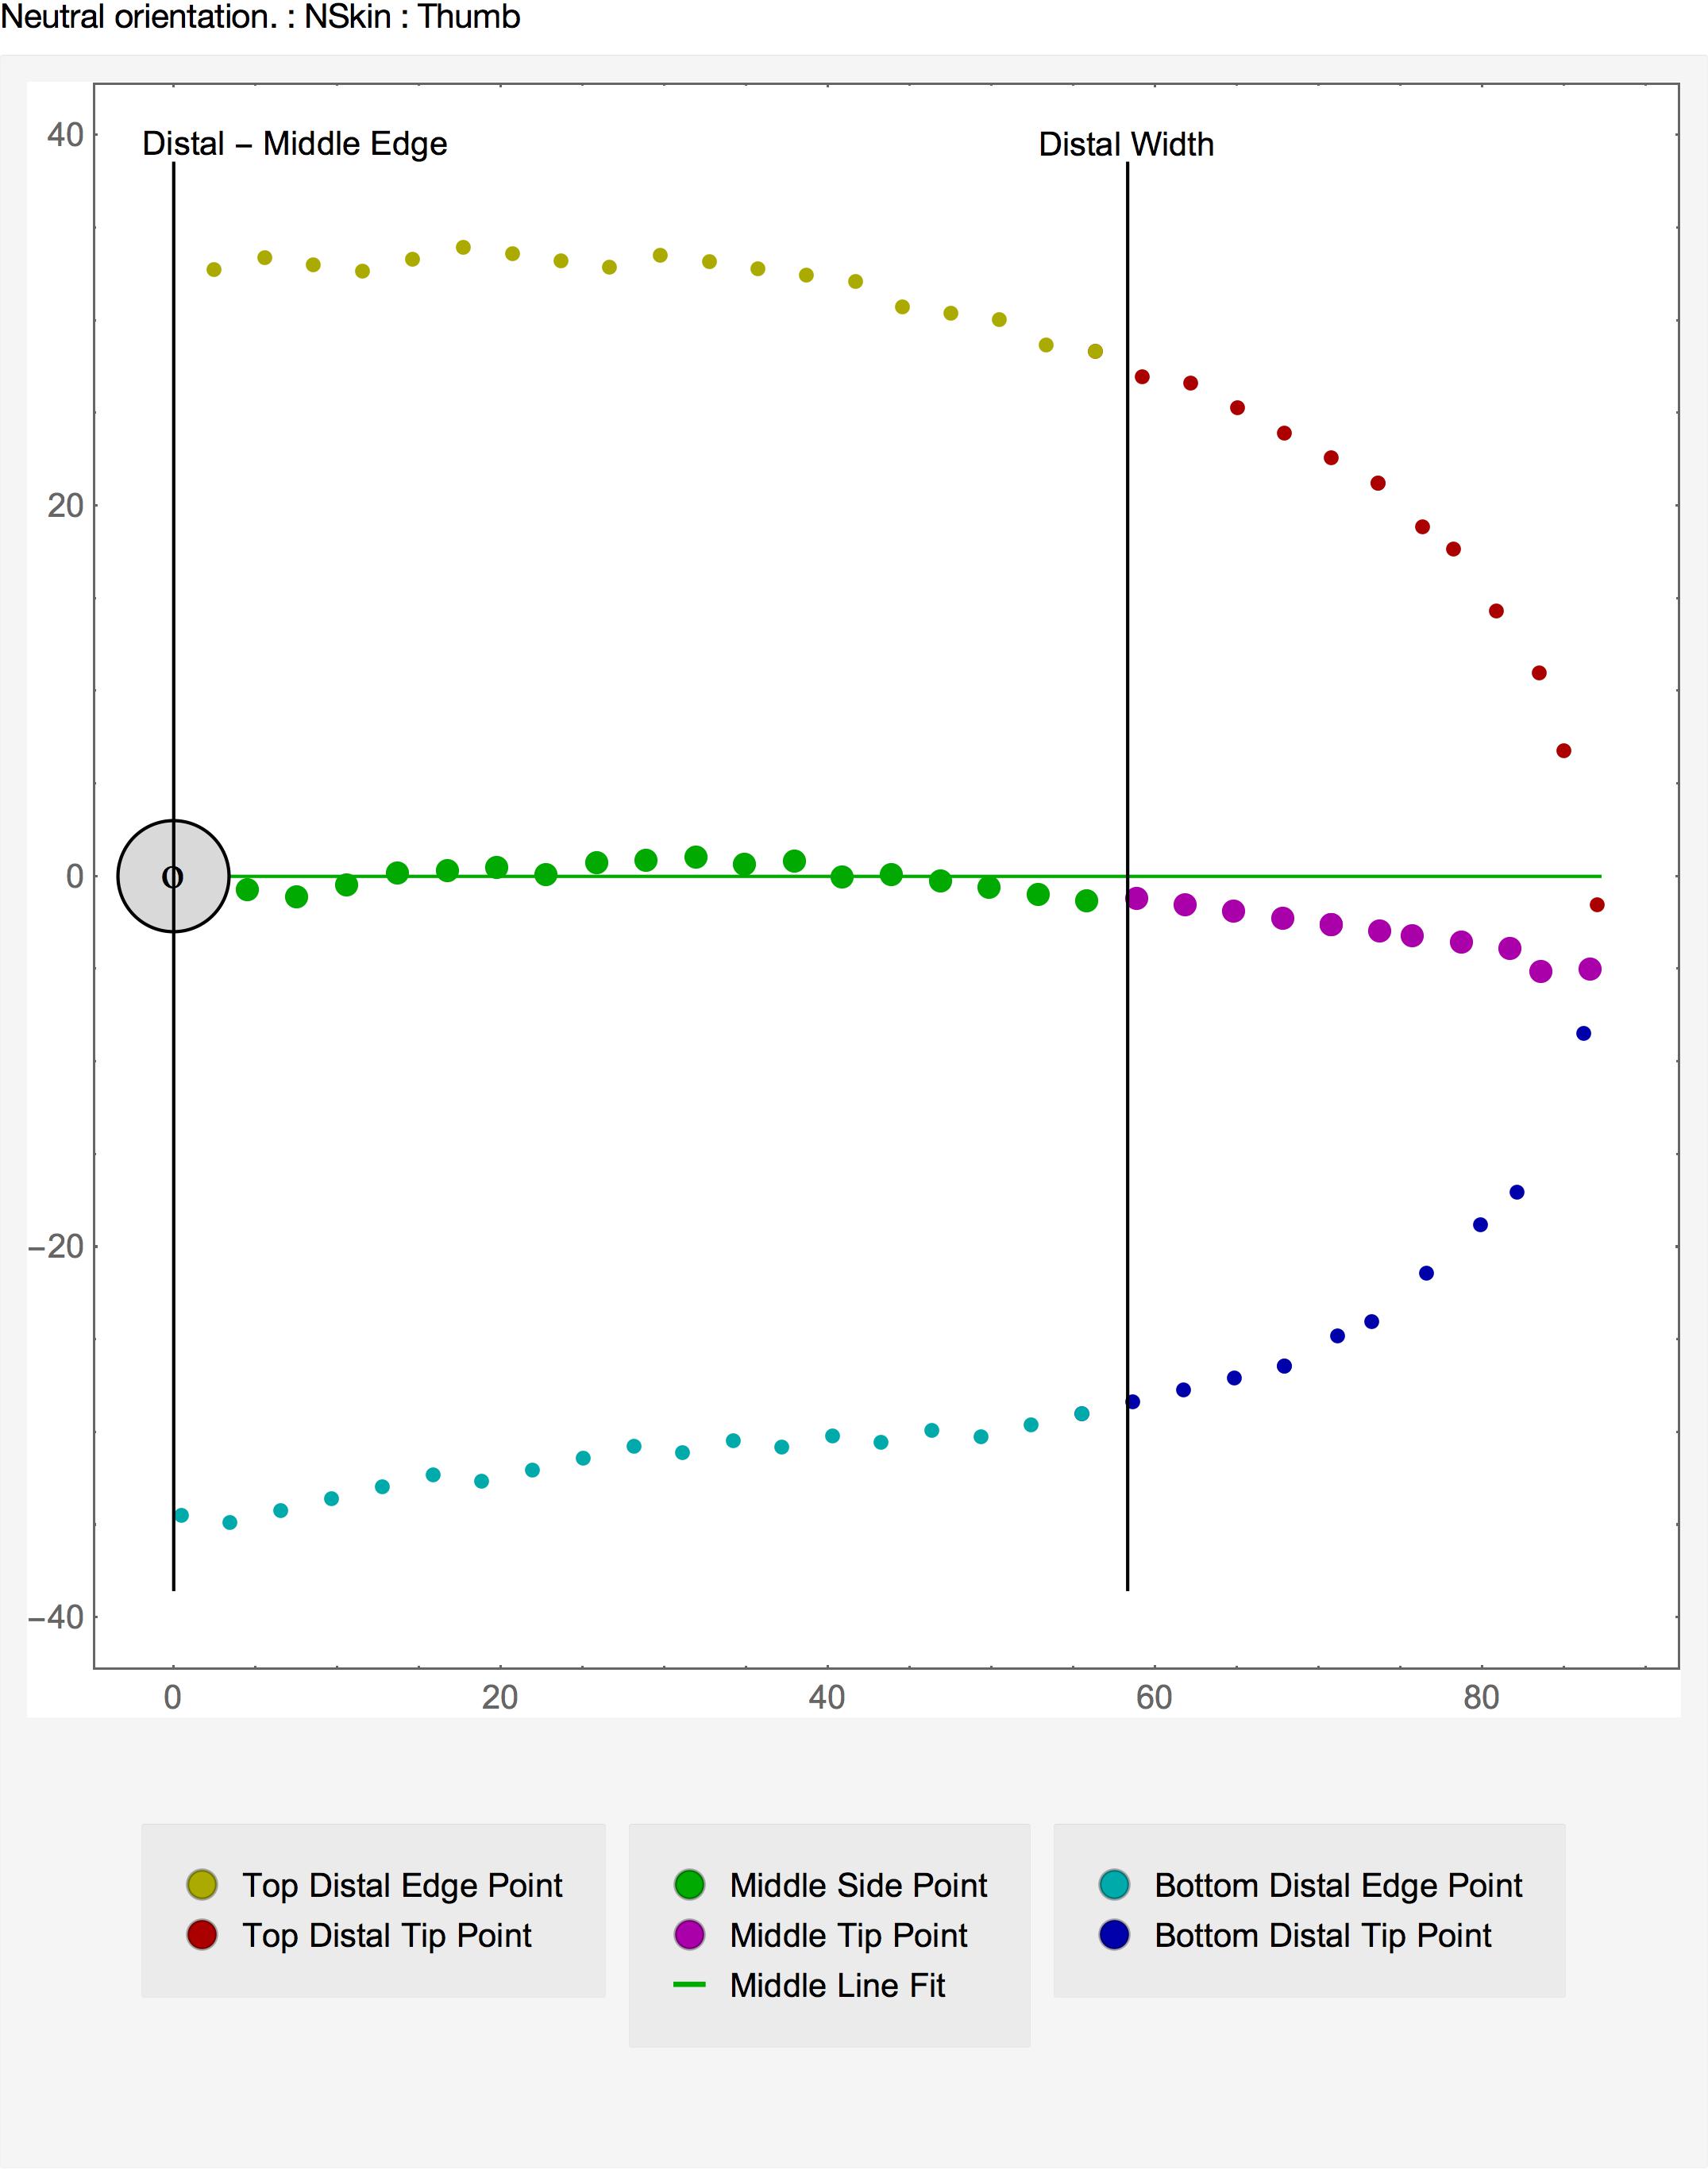 Neutral orientation. : NSkin : Thumb
Distal – Middle Edge
Distal Width
40
20
0
−20
−40
o
0 20 40 60 80
Top Distal Edge Point
Top Distal Tip Point
Middle Side Point
Middle Tip Point
Middle Line Fit
Bottom Distal Edge Point
Bottom Distal Tip Point